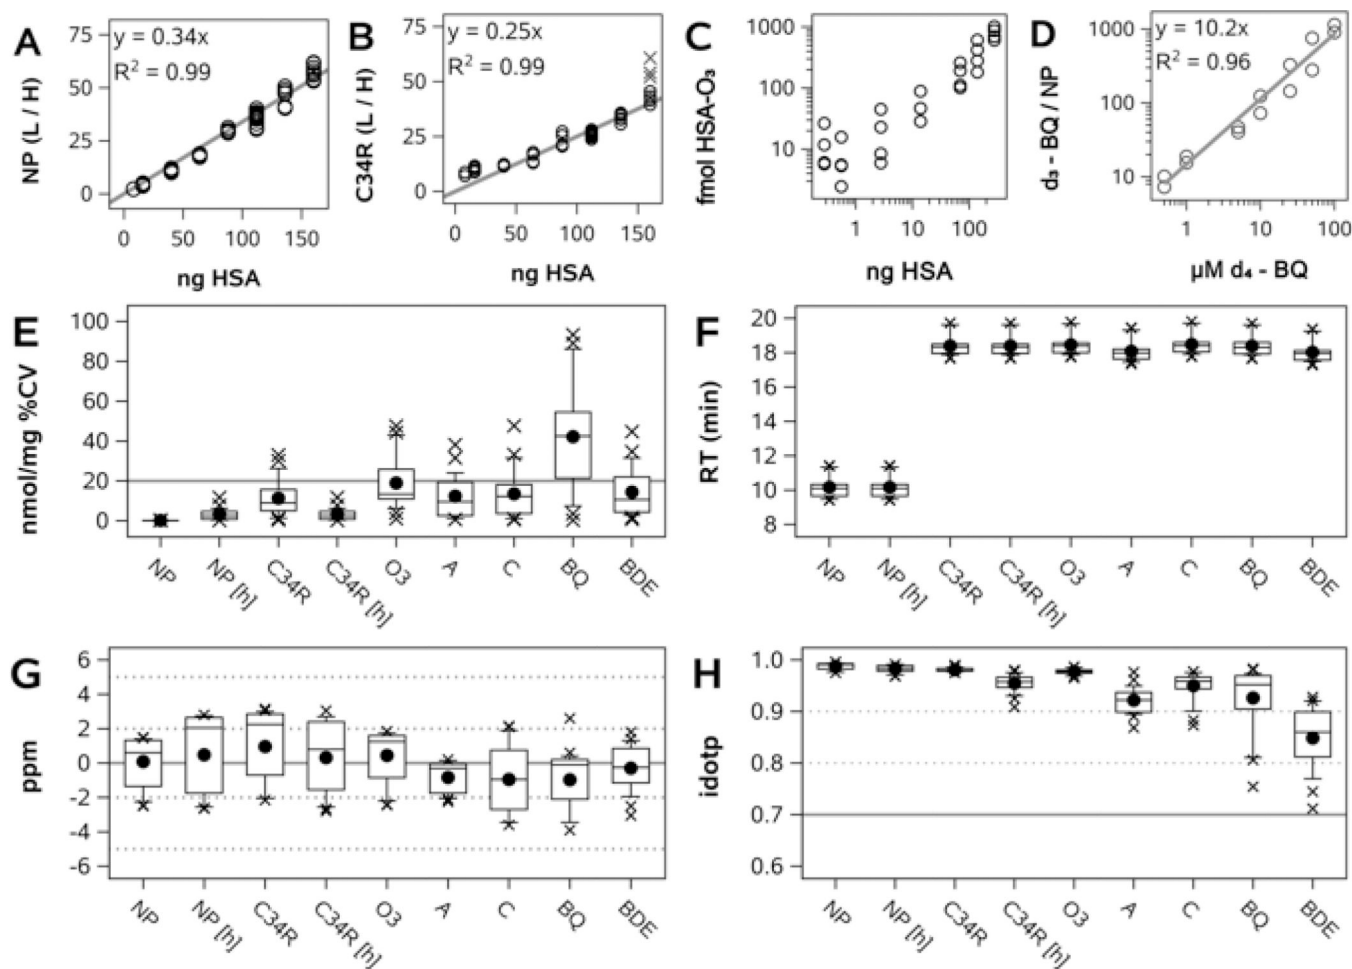 A
75
50
25
0
NP (L / H)
y = 0.34x
R² = 0.99
0 50 100 150
ng HSA
B
75
50
25
0
C34R (L / H)
y = 0.25x
R² = 0.99
0 50 100 150
ng HSA
C
1000
100
10
fmol HSA-O₃
1 10 100
ng HSA
D
1000
100
10
d₃ - BQ / NP
y = 10.2x
R² = 0.96
1 10 100
µM d₄ - BQ
E
100
80
60
40
20
0
nmol/mg %CV
NP NP [h] C34R C34R [h] O3 A C BQ BDE
F
20
18
16
14
12
10
8
RT (min)
NP NP [h] C34R C34R [h] O3 A C BQ BDE
G
6
4
2
0
-2
-4
-6
ppm
NP NP [h] C34R C34R [h] O3 A C BQ BDE
H
1.0
0.9
0.8
0.7
0.6
idotp
NP NP [h] C34R C34R [h] O3 A C BQ BDE